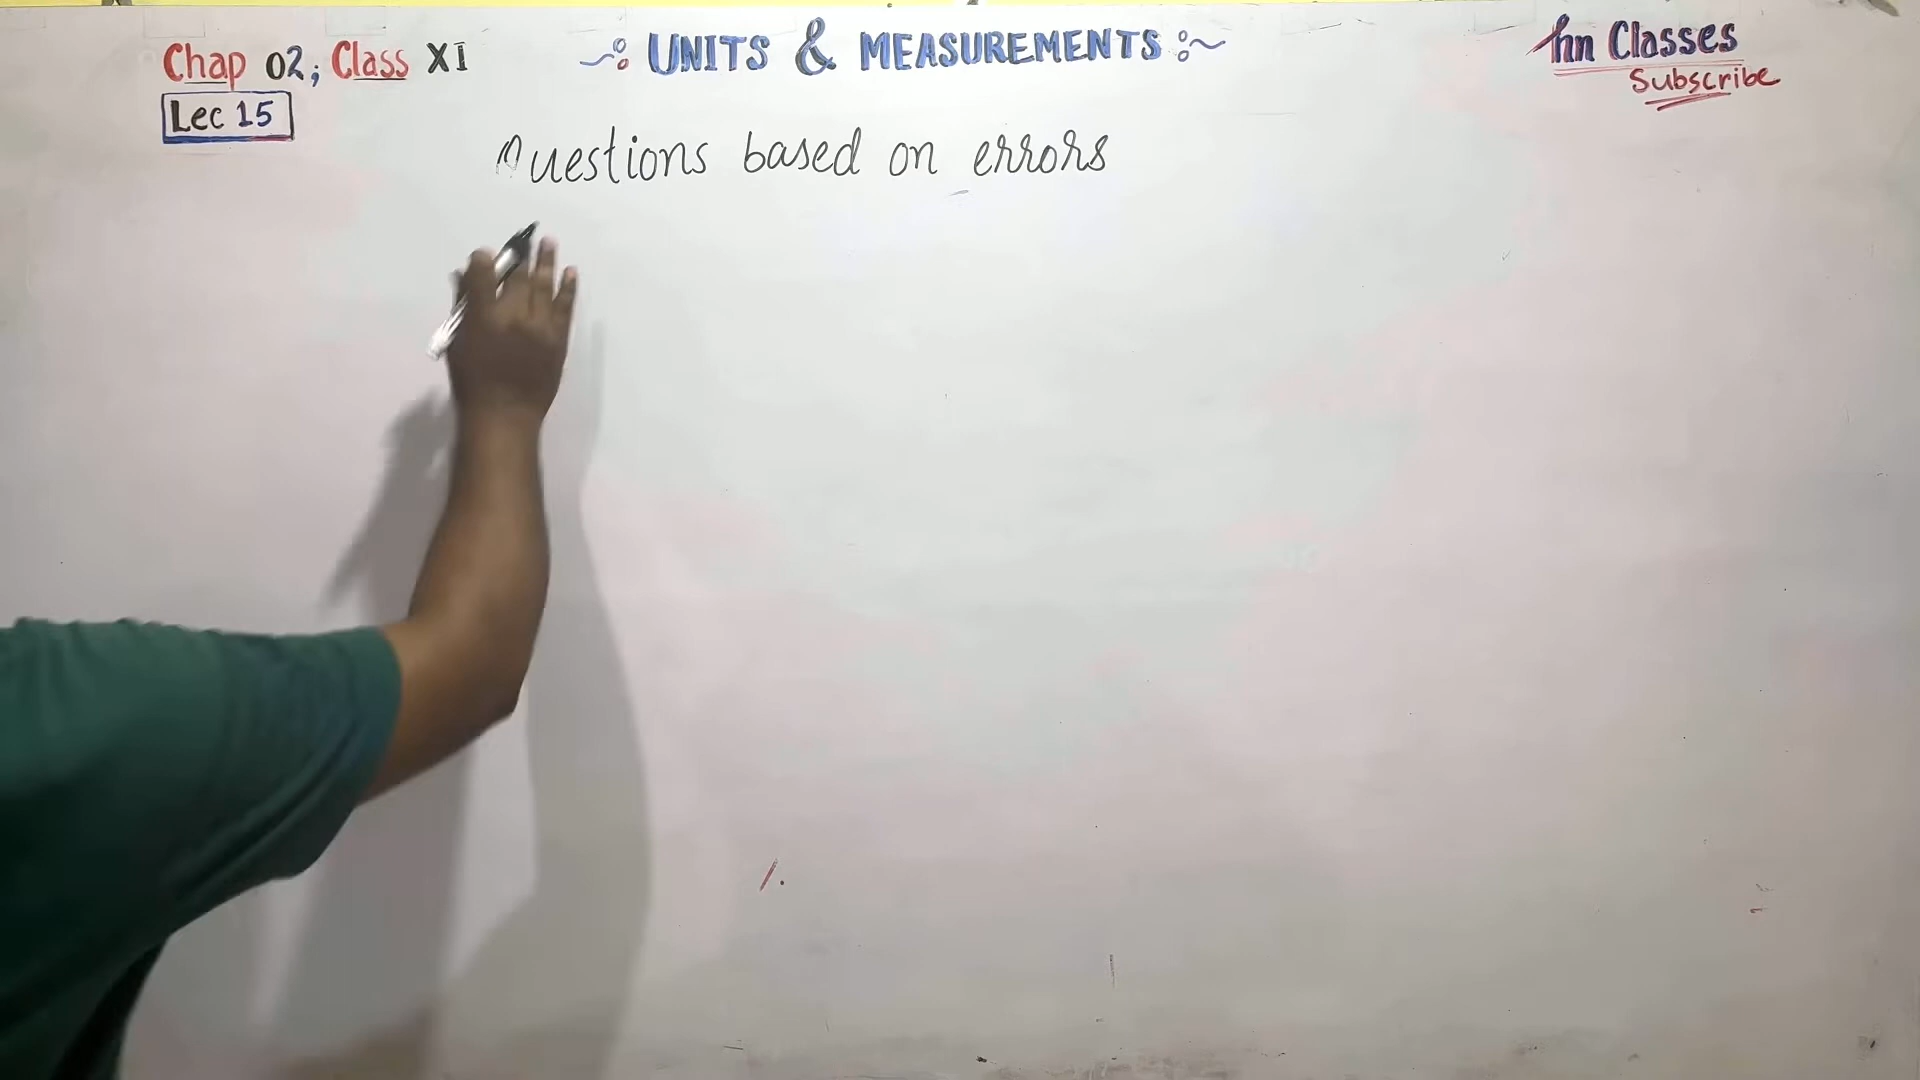 Chap 02; Class XI
~: UNITS & MEASUREMENTS :~
hn Classes
Subscribe
Lec 15
Questions based on errors